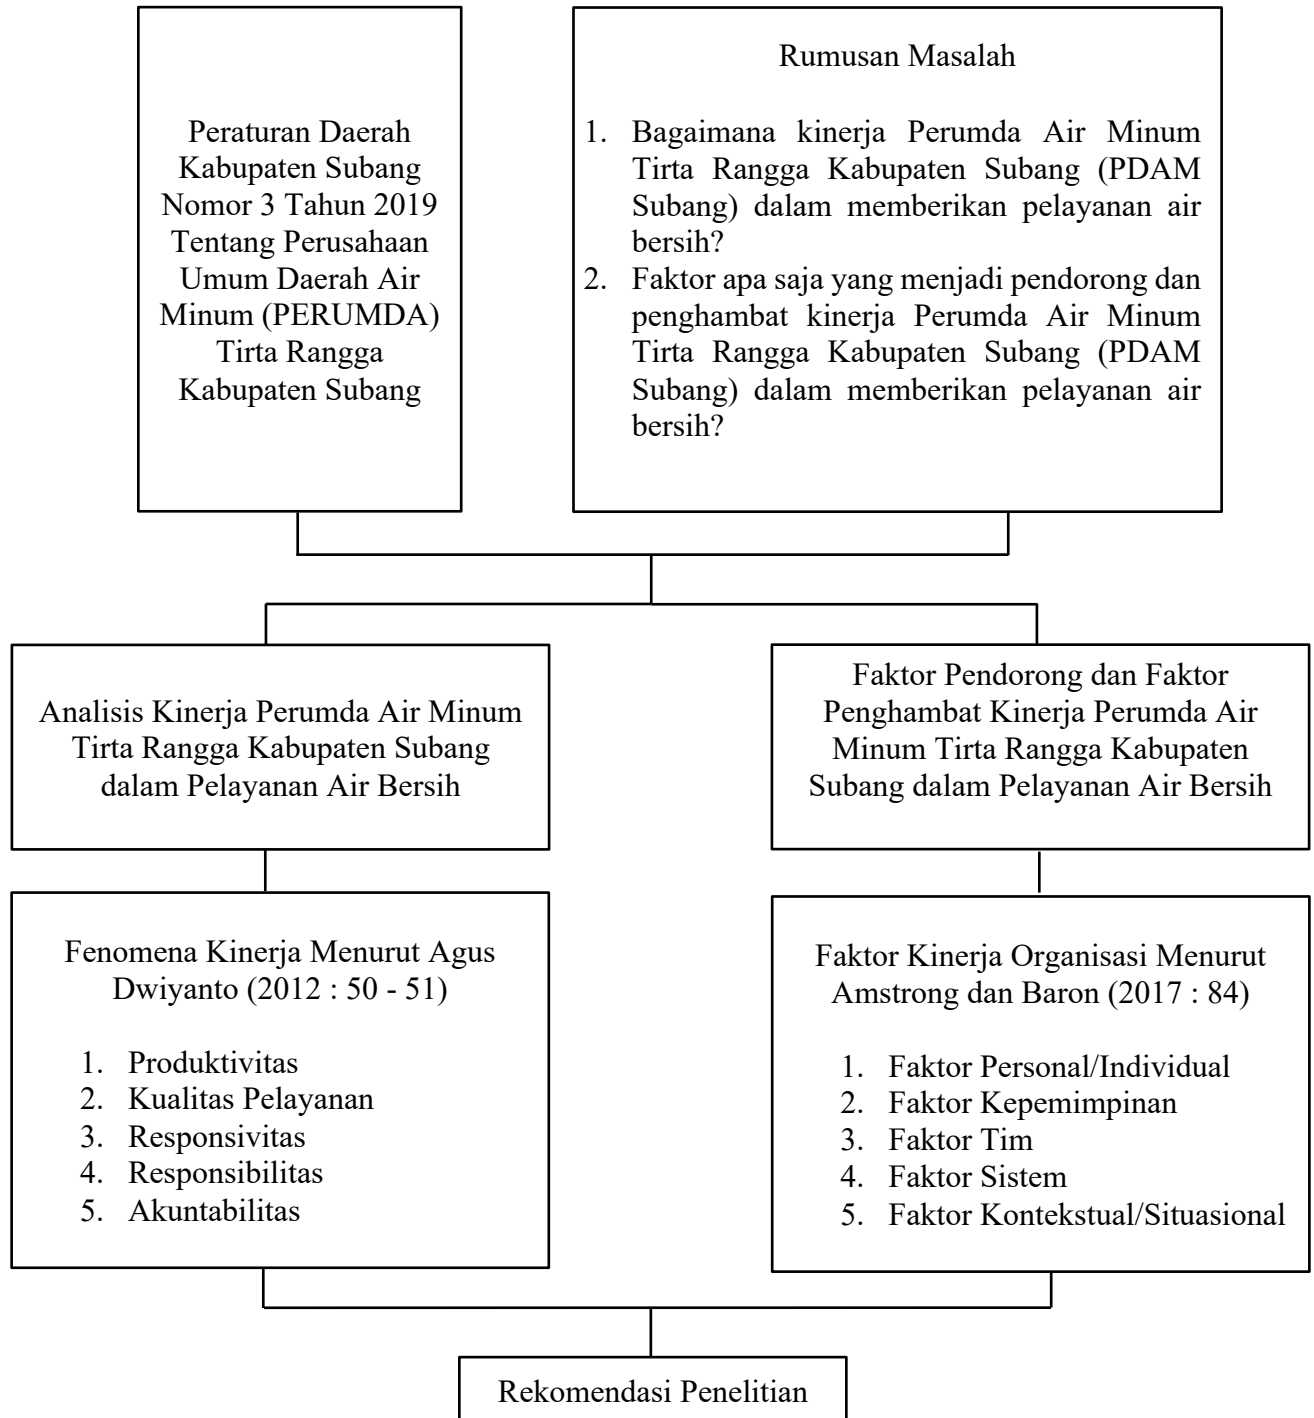 Peraturan Daerah
Kabupaten Subang
Nomor 3 Tahun 2019
Tentang Perusahaan
Umum Daerah Air
Minum (PERUMDA)
Tirta Rangga
Kabupaten Subang
Rumusan Masalah
1. Bagaimana kinerja Perumda Air Minum
Tirta Rangga Kabupaten Subang (PDAM
Subang) dalam memberikan pelayanan air
bersih?
2. Faktor apa saja yang menjadi pendorong dan
penghambat kinerja Perumda Air Minum
Tirta Rangga Kabupaten Subang (PDAM
Subang) dalam memberikan pelayanan air
bersih?
Analisis Kinerja Perumda Air Minum
Tirta Rangga Kabupaten Subang
dalam Pelayanan Air Bersih
Faktor Pendorong dan Faktor
Penghambat Kinerja Perumda Air
Minum Tirta Rangga Kabupaten
Subang dalam Pelayanan Air Bersih
Fenomena Kinerja Menurut Agus
Dwiyanto (2012 : 50 - 51)
1. Produktivitas
2. Kualitas Pelayanan
3. Responsivitas
4. Responsibilitas
5. Akuntabilitas
Faktor Kinerja Organisasi Menurut
Amstrong dan Baron (2017 : 84)
1. Faktor Personal/Individual
2. Faktor Kepemimpinan
3. Faktor Tim
4. Faktor Sistem
5. Faktor Kontekstual/Situasional
Rekomendasi Penelitian